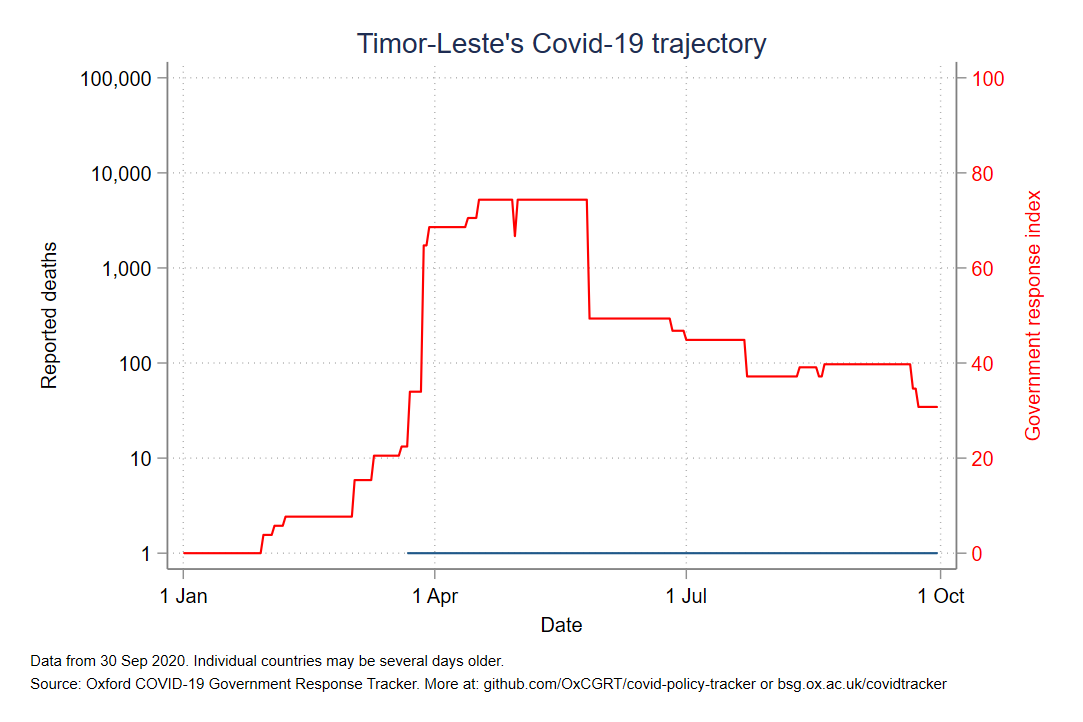 Timor-Leste's Covid-19 trajectory
100,000
10,000
1,000
100
10
1
Reported deaths
100
80
60
40
20
0
Government response index
1 Jan
1 Apr
1 Jul
1 Oct
Date
Data from 30 Sep 2020. Individual countries may be several days older.
Source: Oxford COVID-19 Government Response Tracker. More at: github.com/OxCGRT/covid-policy-tracker or bsg.ox.ac.uk/covidtracker